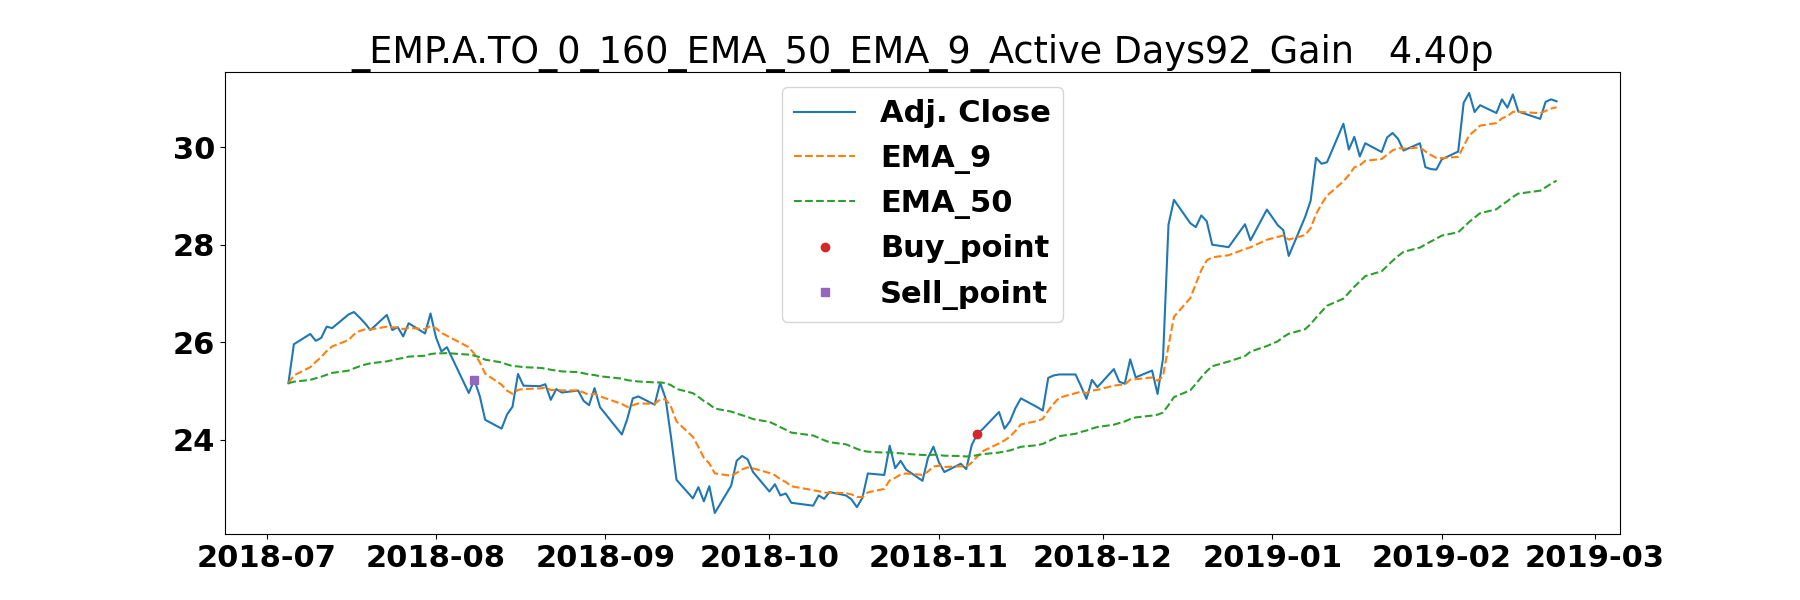 _EMP.A.TO_0_160_EMA_50_EMA_9_Active Days92_Gain   4.40p
Adj. Close
EMA_9
EMA_50
Buy_point
Sell_point
30
28
26
24
2018-07 2018-08 2018-09 2018-10 2018-11 2018-12 2019-01 2019-02 2019-03